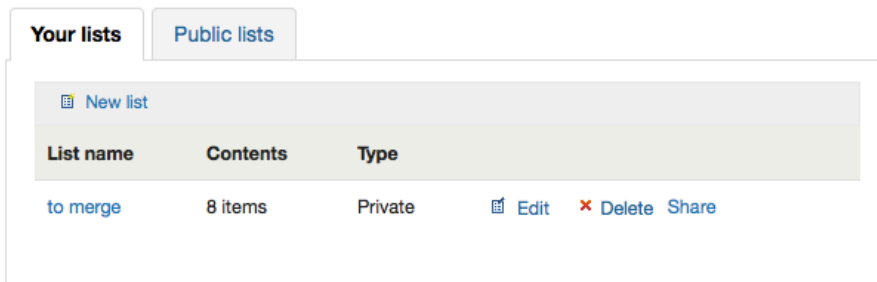 Your lists Public lists
New list
List name Contents Type
to merge 8 items Private Edit Delete Share